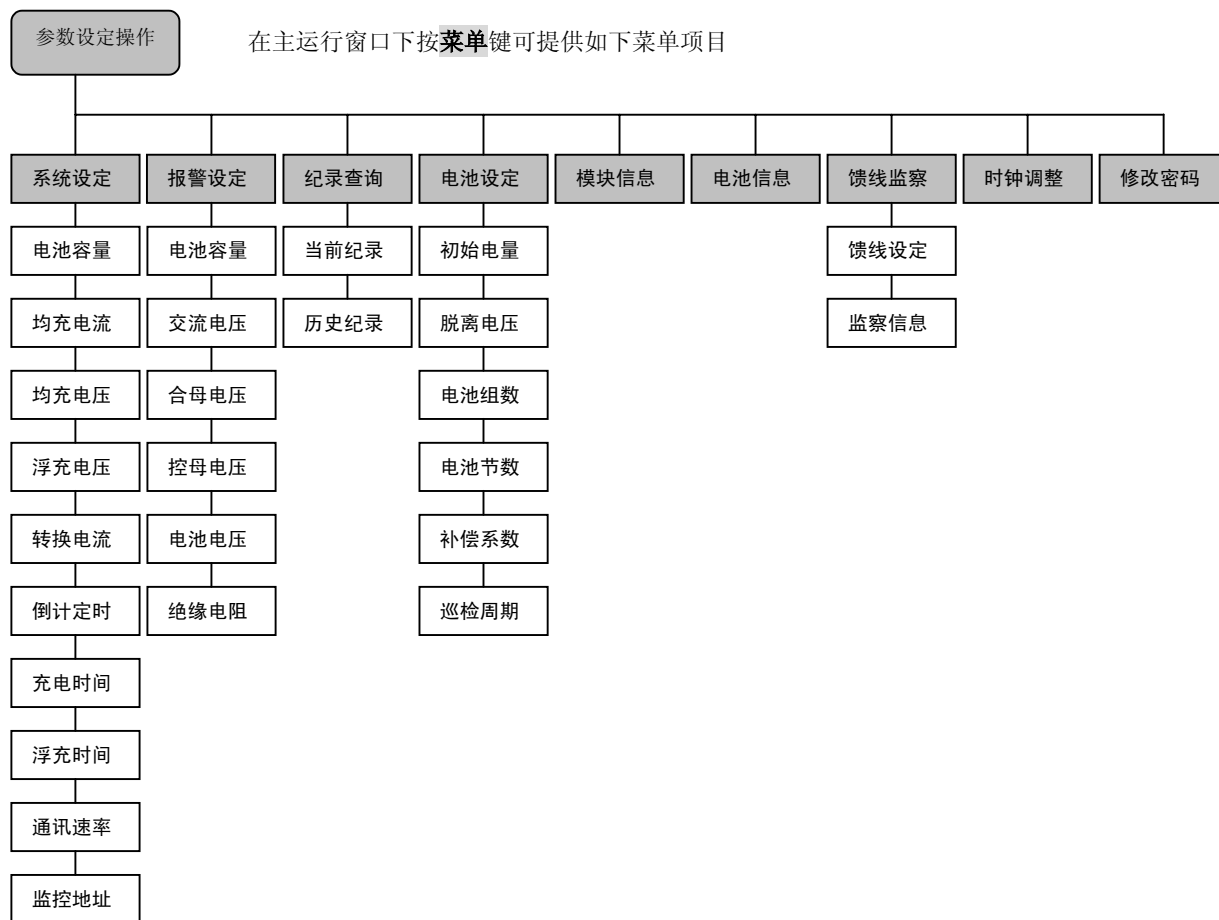 参数设定操作
在主运行窗口下按菜单键可提供如下菜单项目
系统设定 报警设定 纪录查询 电池设定 模块信息 电池信息 馈线监察 时钟调整 修改密码
电池容量 电池容量 当前纪录 初始电量 馈线设定
均充电流 交流电压 历史纪录 脱离电压 监察信息
均充电压 合母电压 电池组数
浮充电压 控母电压 电池节数
转换电流 电池电压 补偿系数
倒计定时 绝缘电阻 巡检周期
充电时间
浮充时间
通讯速率
监控地址